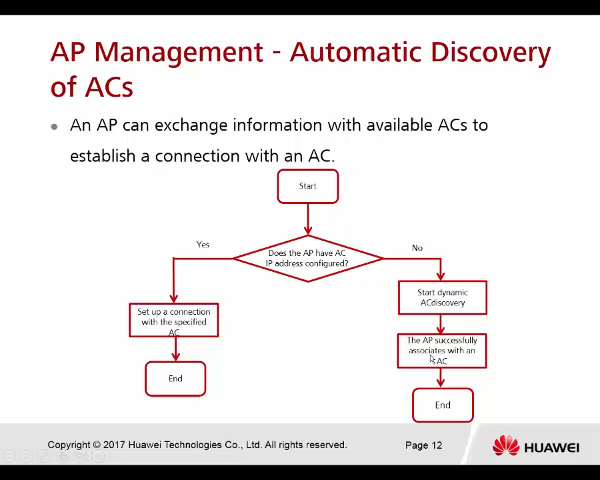 AP Management - Automatic Discovery
of ACs
An AP can exchange information with available ACs to
establish a connection with an AC.
Start
Yes
Does the AP have AC
IP address configured?
No
Set up a connection
with the specified
AC
Start dynamic
ACdiscovery
The AP successfully
associates with an
AC
End
End
Copyright © 2017 Huawei Technologies Co., Ltd. All rights reserved.
Page 12
HUAWEI